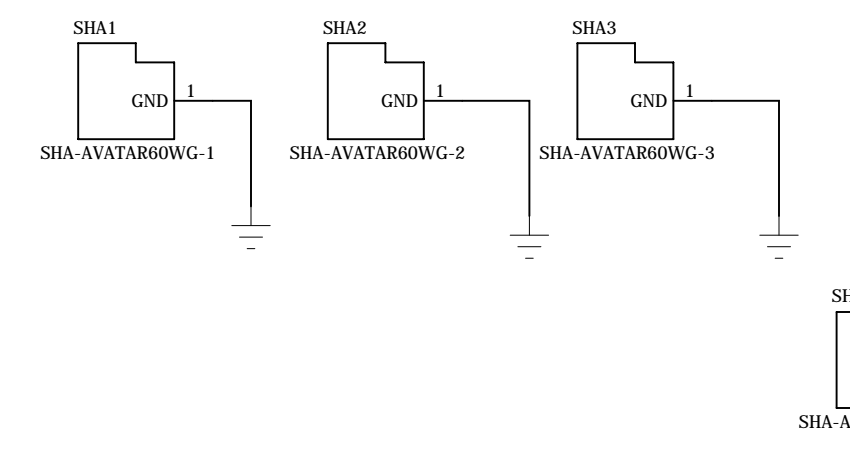 SHA1
SHA2
SHA3
GND
1
GND
1
GND
1
SHA-AVATAR60WG-1
SHA-AVATAR60WG-2
SHA-AVATAR60WG-3